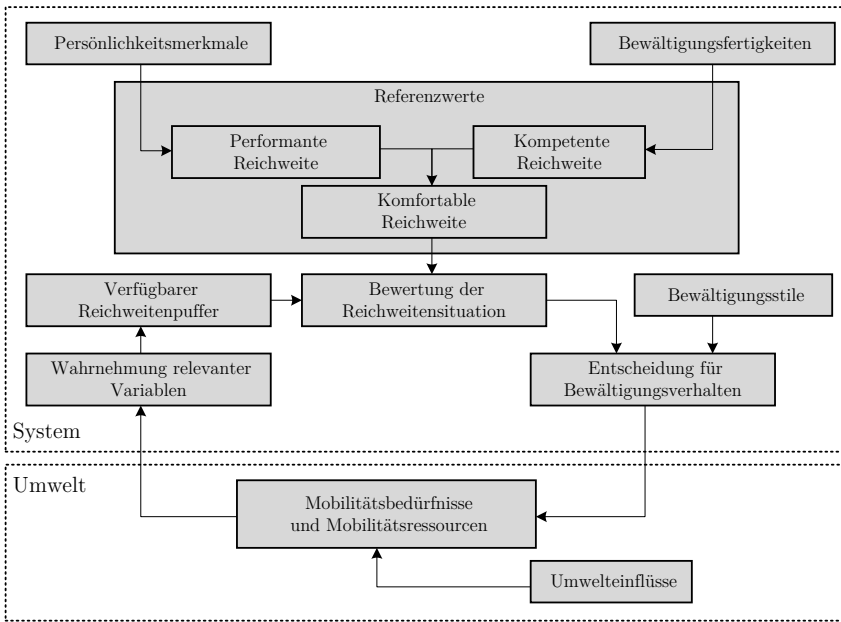 Persönlichkeitsmerkmale
Bewältigungsfertigkeiten
Referenzwerte
Performante
Reichweite
Kompetente
Reichweite
Komfortable
Reichweite
Verfügbarer
Reichweitenpuffer
Bewertung der
Reichweitensituation
Bewältigungsstile
Wahrnehmung relevanter
Variablen
Entscheidung für
Bewältigungsverhalten
System
Umwelt
Mobilitätsbedürfnisse
und Mobilitätsressourcen
Umwelteinflüsse